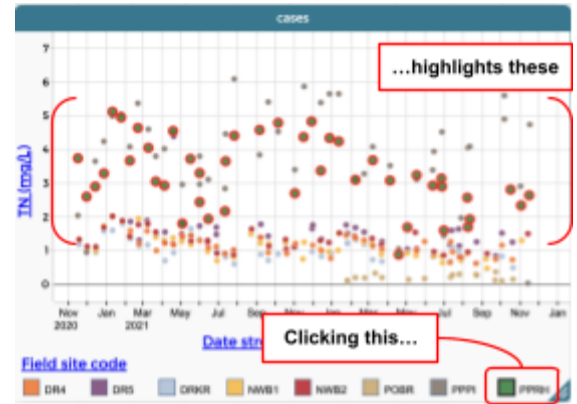 cases
7
6
5
4
3
2
1
0
TN (mg/L)
…highlights these
Nov Jan Mar May Jul Sep Nov Jan Mar May Jul Sep Nov Jan
2020 2021
Clicking this…
Field site code
DR4 DR5 DRKR NWB1 NWB2 POBR PPPI PPRH